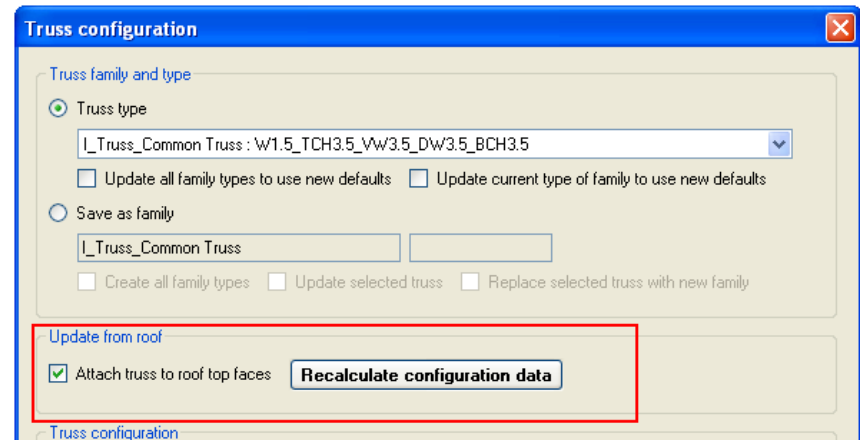 Truss configuration
Truss family and type
Truss type
I_Truss_Common Truss : W1.5_TCH3.5_VW3.5_DW3.5_BCH3.5
Update all family types to use new defaults Update current type of family to use new defaults
Save as family
I_Truss_Common Truss
Create all family types Update selected truss Replace selected truss with new family
Update from roof
Attach truss to roof top faces Recalculate configuration data
Truss configuration